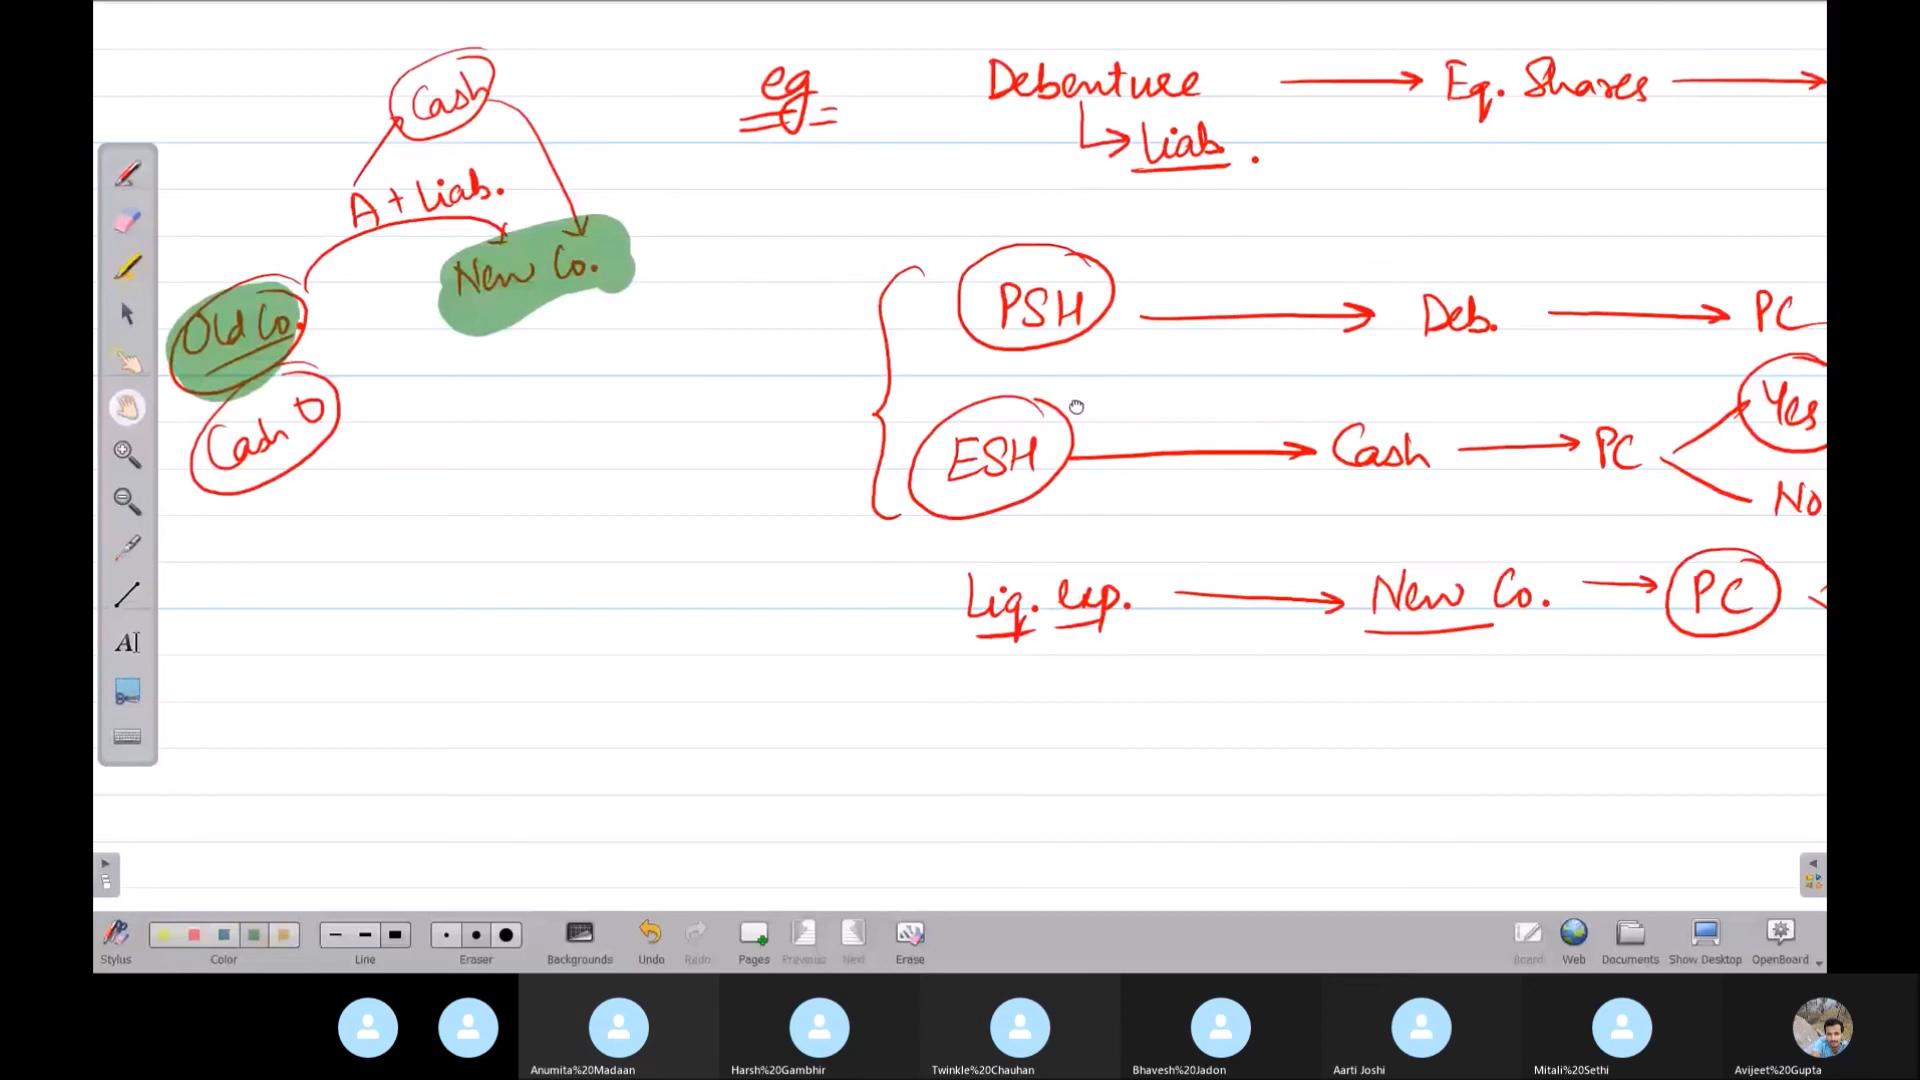 Cash
eg
Debenture → Eq. Shares →
Liab.
A + Liab.
New Co.
Old Co.
Cash 0
PSH → Deb. → PC
ESH → Cash → PC
Yes
No
Liq. exp. → New Co. → PC
AI
Stylus Color Line Eraser Backgrounds Undo Redo Pages Previous Next Erase Board Web Documents Show Desktop OpenBoard
Anumita%20Madaan Harsh%20Gambhir Twinkle%20Chauhan Bhavesh%20Jadon Aarti Joshi Mitali%20Sethi Avijeet%20Gupta